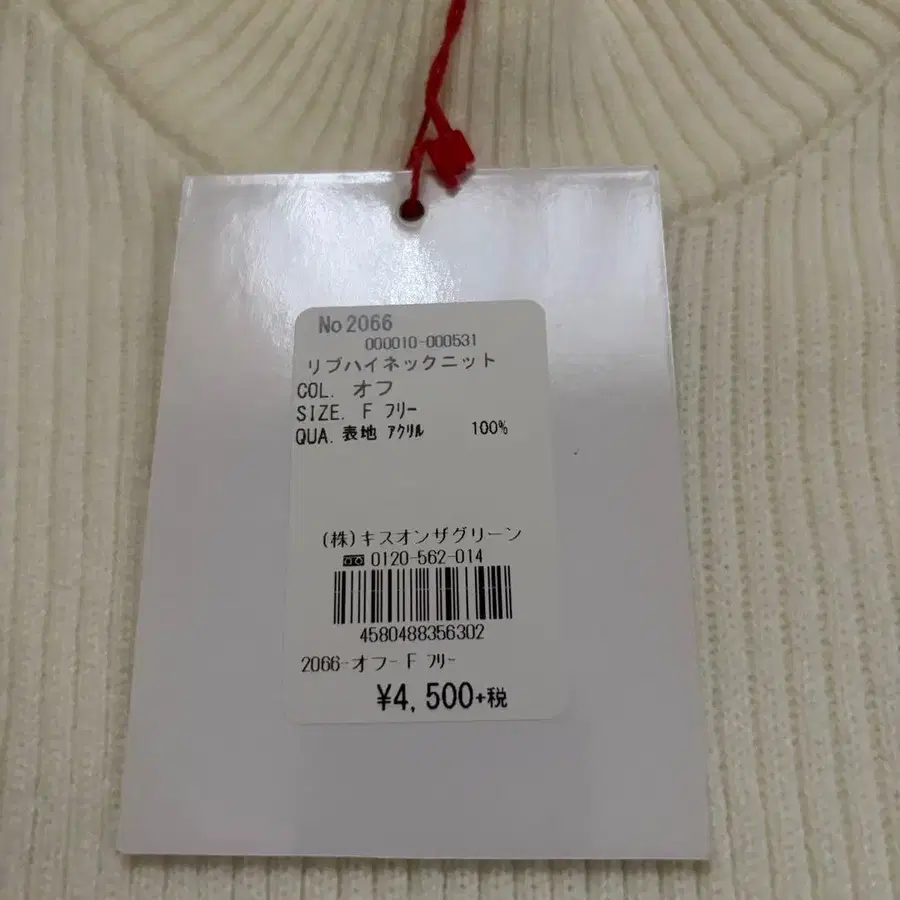 No2066
000010-000531
リブハイネックニット
COL. オフ
SIZE. F ﾌﾘｰ
QUA. 表地 ｱｸﾘﾙ 100%
(株)キスオンザグリーン
0120-562-014
4580488356302
2066-オフ- F ﾌﾘｰ
¥4,500+税